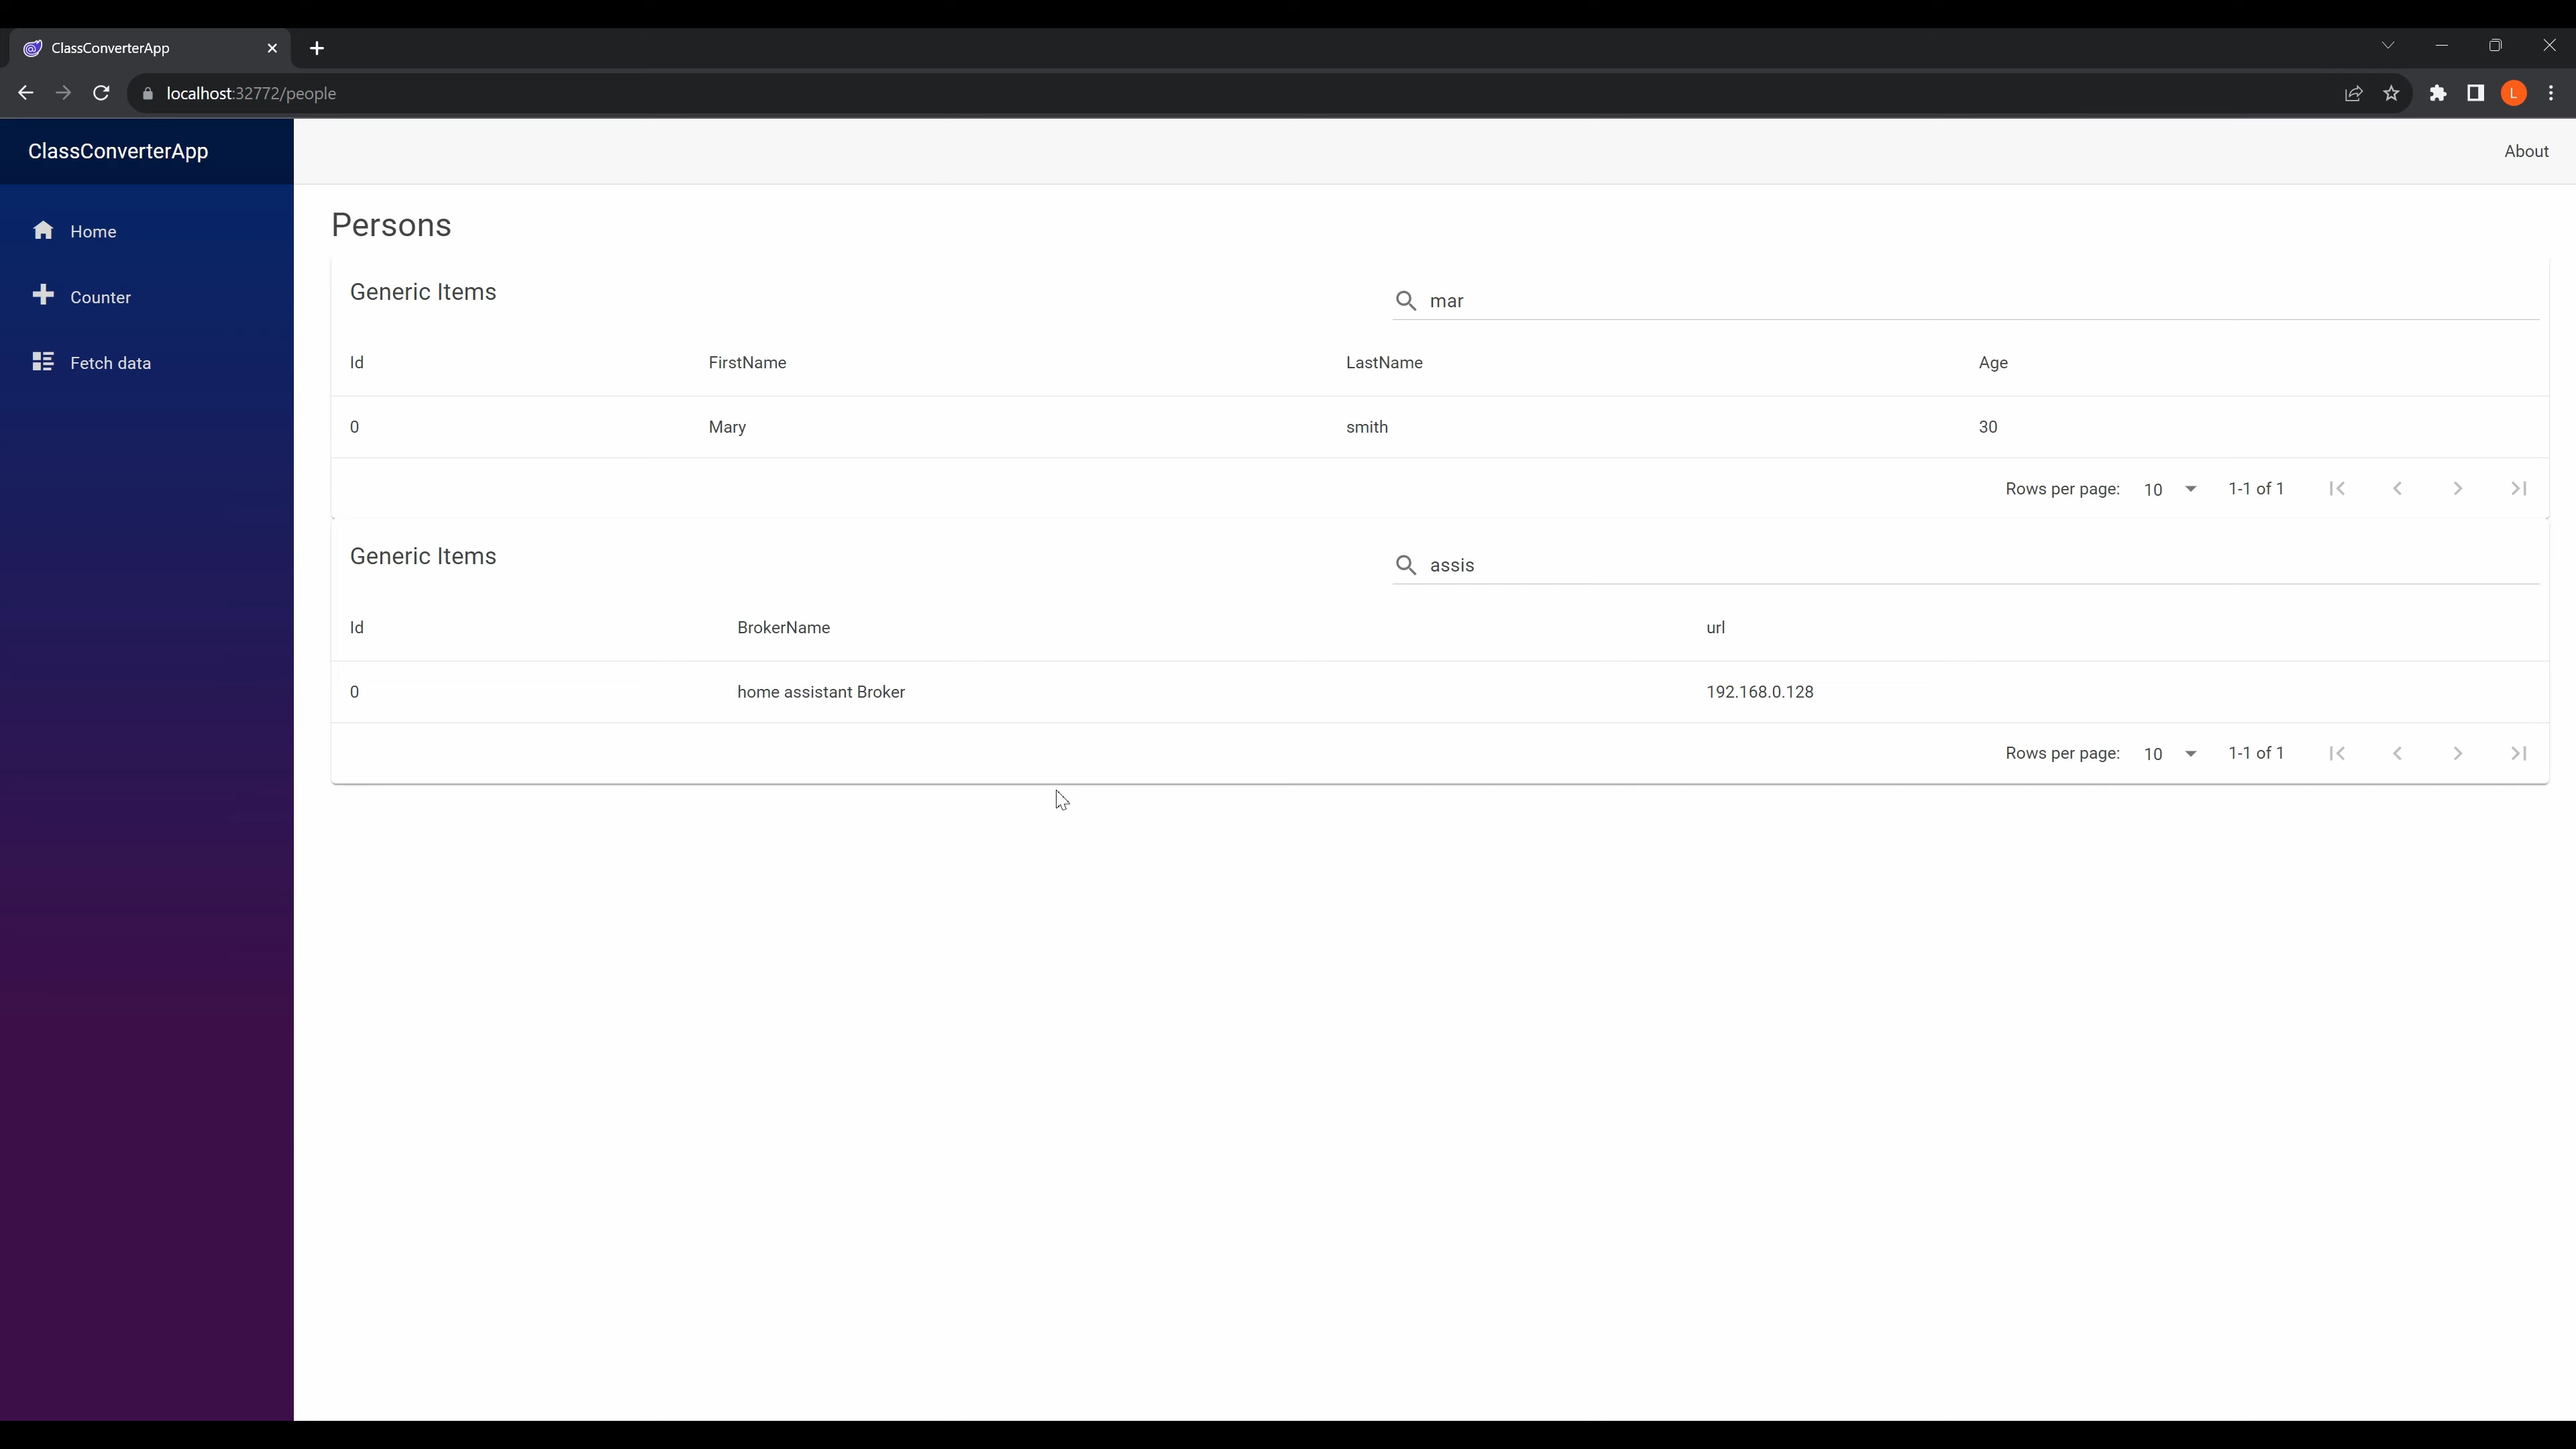 ClassConverterApp
localhost:32772/people
L
ClassConverterApp
About
Home
Counter
Fetch data
Persons
Generic Items
mar
Id FirstName LastName Age
0 Mary smith 30
Rows per page: 10 1-1 of 1
Generic Items
assis
Id BrokerName url
0 home assistant Broker 192.168.0.128
Rows per page: 10 1-1 of 1